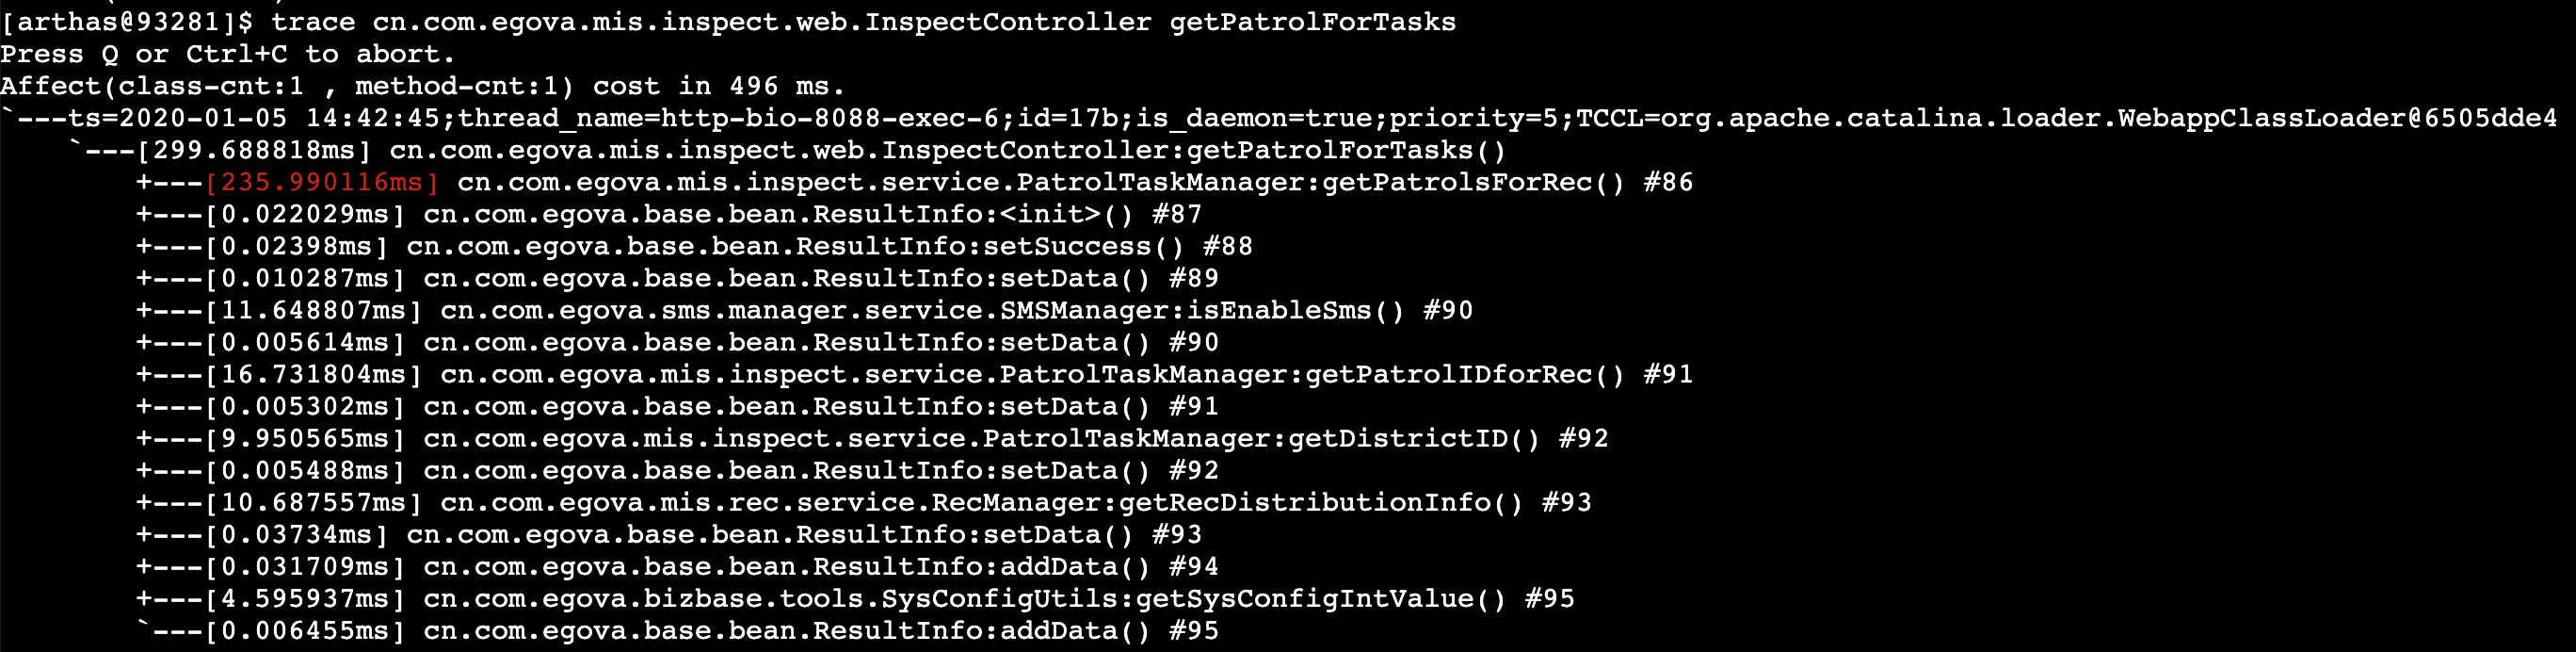 [arthas@93281]$ trace cn.com.egova.mis.inspect.web.InspectController getPatrolForTasks
Press Q or Ctrl+C to abort.
Affect(class-cnt:1 , method-cnt:1) cost in 496 ms.
`---ts=2020-01-05 14:42:45;thread_name=http-bio-8088-exec-6;id=17b;is_daemon=true;priority=5;TCCL=org.apache.catalina.loader.WebappClassLoader@6505dde4
    `---[299.688818ms] cn.com.egova.mis.inspect.web.InspectController:getPatrolForTasks()
        +---[235.990116ms] cn.com.egova.mis.inspect.service.PatrolTaskManager:getPatrolsForRec() #86
        +---[0.022029ms] cn.com.egova.base.bean.ResultInfo:<init>() #87
        +---[0.02398ms] cn.com.egova.base.bean.ResultInfo:setSuccess() #88
        +---[0.010287ms] cn.com.egova.base.bean.ResultInfo:setData() #89
        +---[11.648807ms] cn.com.egova.sms.manager.service.SMSManager:isEnableSms() #90
        +---[0.005614ms] cn.com.egova.base.bean.ResultInfo:setData() #90
        +---[16.731804ms] cn.com.egova.mis.inspect.service.PatrolTaskManager:getPatrolIDforRec() #91
        +---[0.005302ms] cn.com.egova.base.bean.ResultInfo:setData() #91
        +---[9.950565ms] cn.com.egova.mis.inspect.service.PatrolTaskManager:getDistrictID() #92
        +---[0.005488ms] cn.com.egova.base.bean.ResultInfo:setData() #92
        +---[10.687557ms] cn.com.egova.mis.rec.service.RecManager:getRecDistributionInfo() #93
        +---[0.03734ms] cn.com.egova.base.bean.ResultInfo:setData() #93
        +---[0.031709ms] cn.com.egova.base.bean.ResultInfo:addData() #94
        +---[4.595937ms] cn.com.egova.bizbase.tools.SysConfigUtils:getSysConfigIntValue() #95
        `---[0.006455ms] cn.com.egova.base.bean.ResultInfo:addData() #95